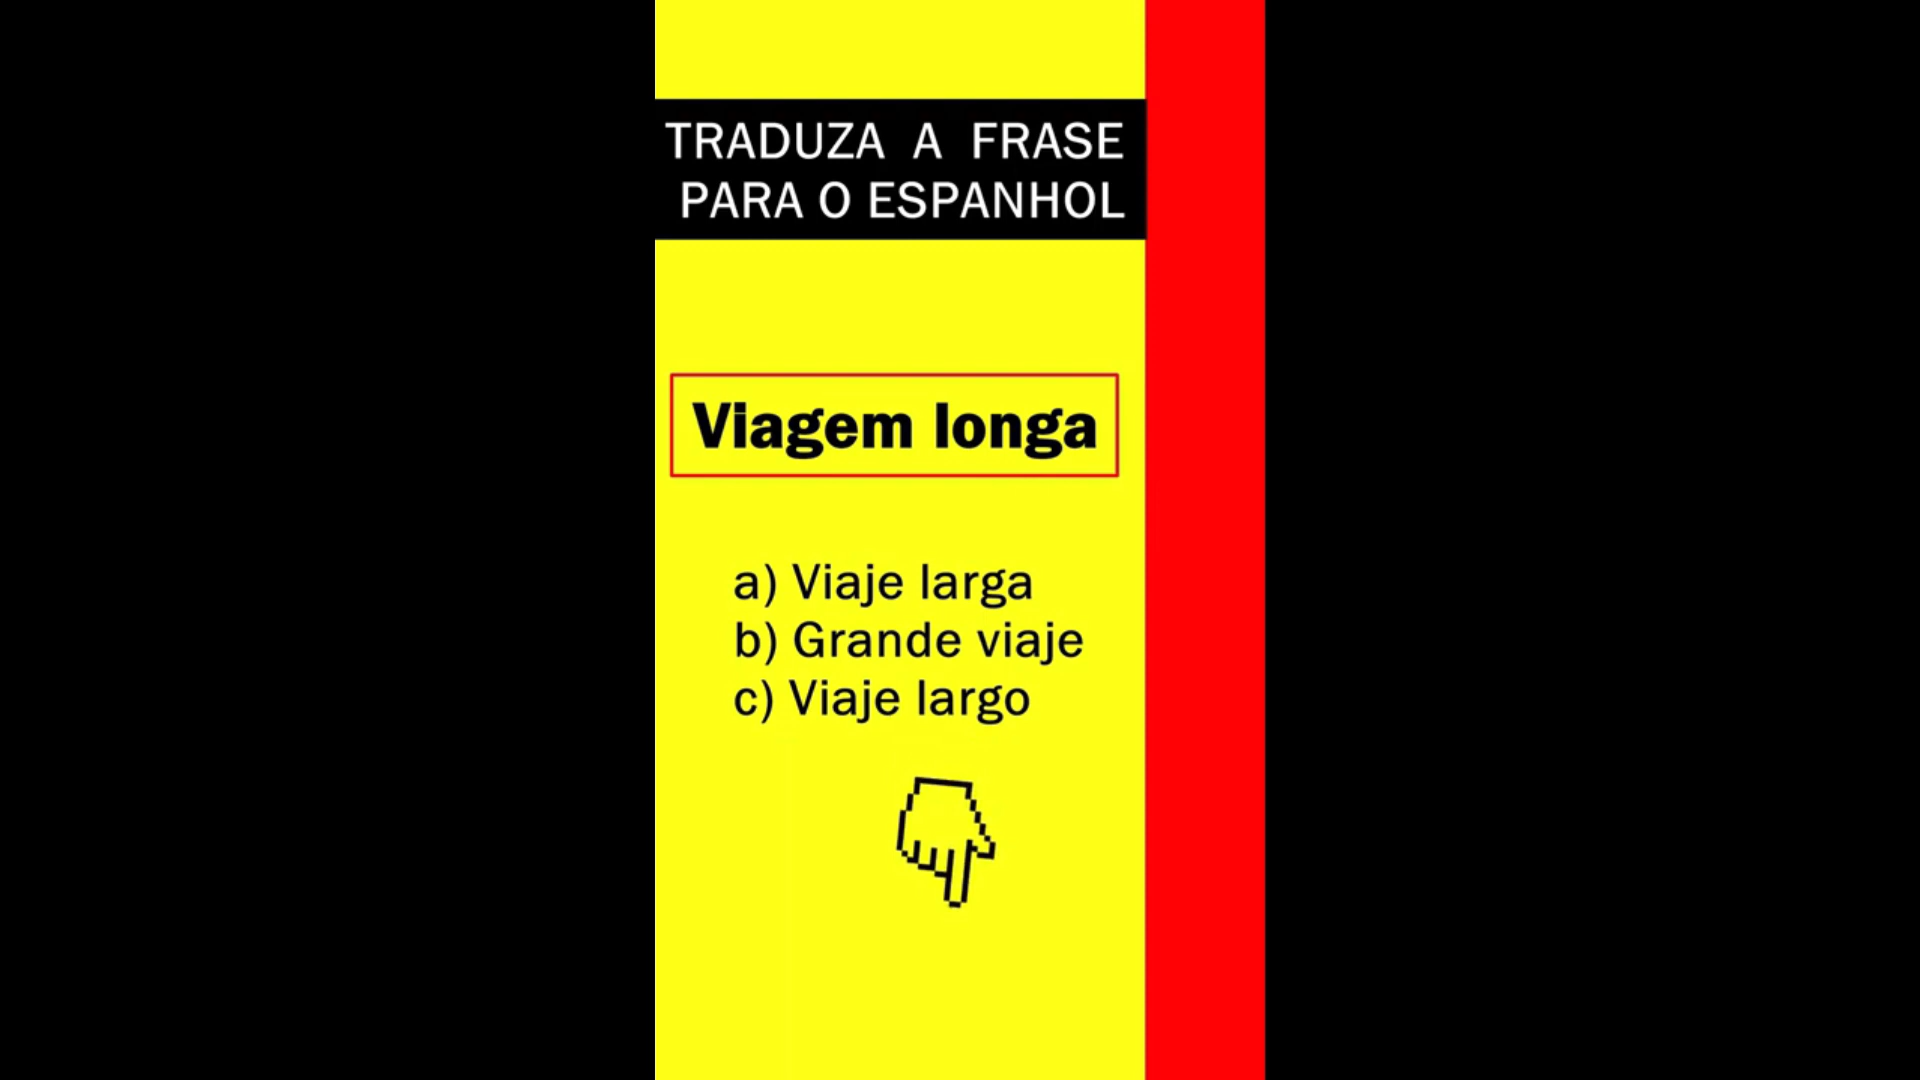 TRADUZA A FRASE
PARA O ESPANHOL
Viagem longa
a) Viaje larga
b) Grande viaje
c) Viaje largo